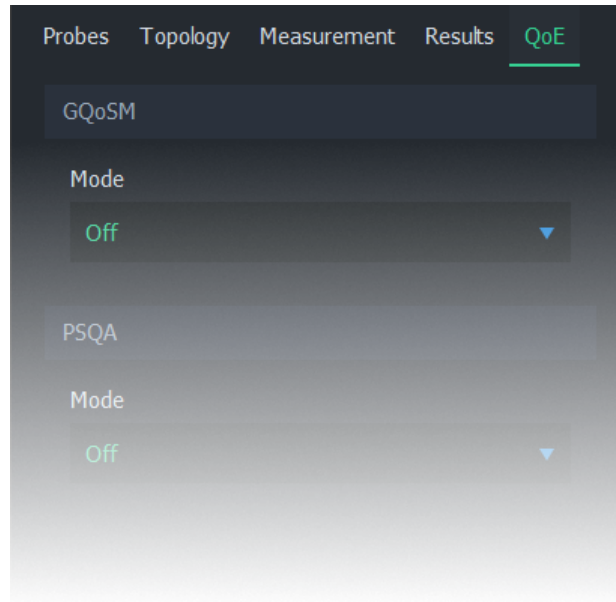 Probes Topology Measurement Results QoE
GQoSM
Mode
Off
PSQA
Mode
Off